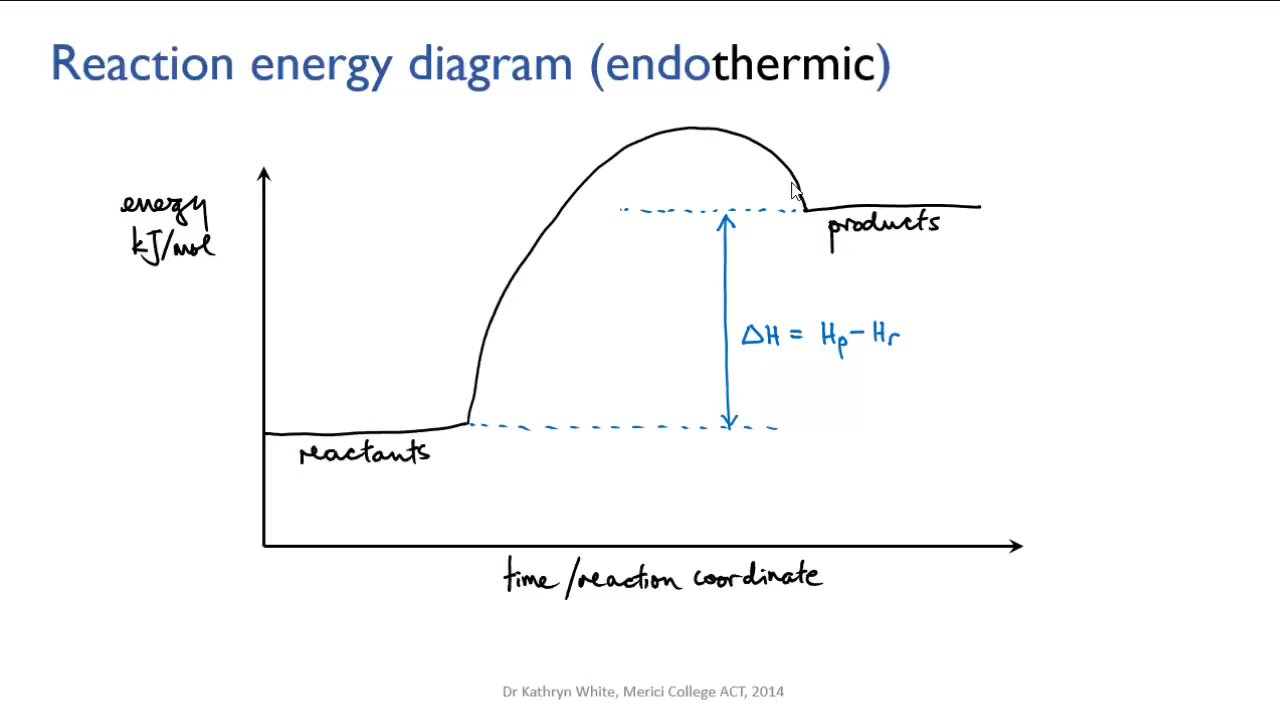 Reaction energy diagram (endothermic)
energy
kJ/mol
products
ΔH = Hp − Hr
reactants
time/reaction coordinate
Dr Kathryn White, Merici College ACT, 2014